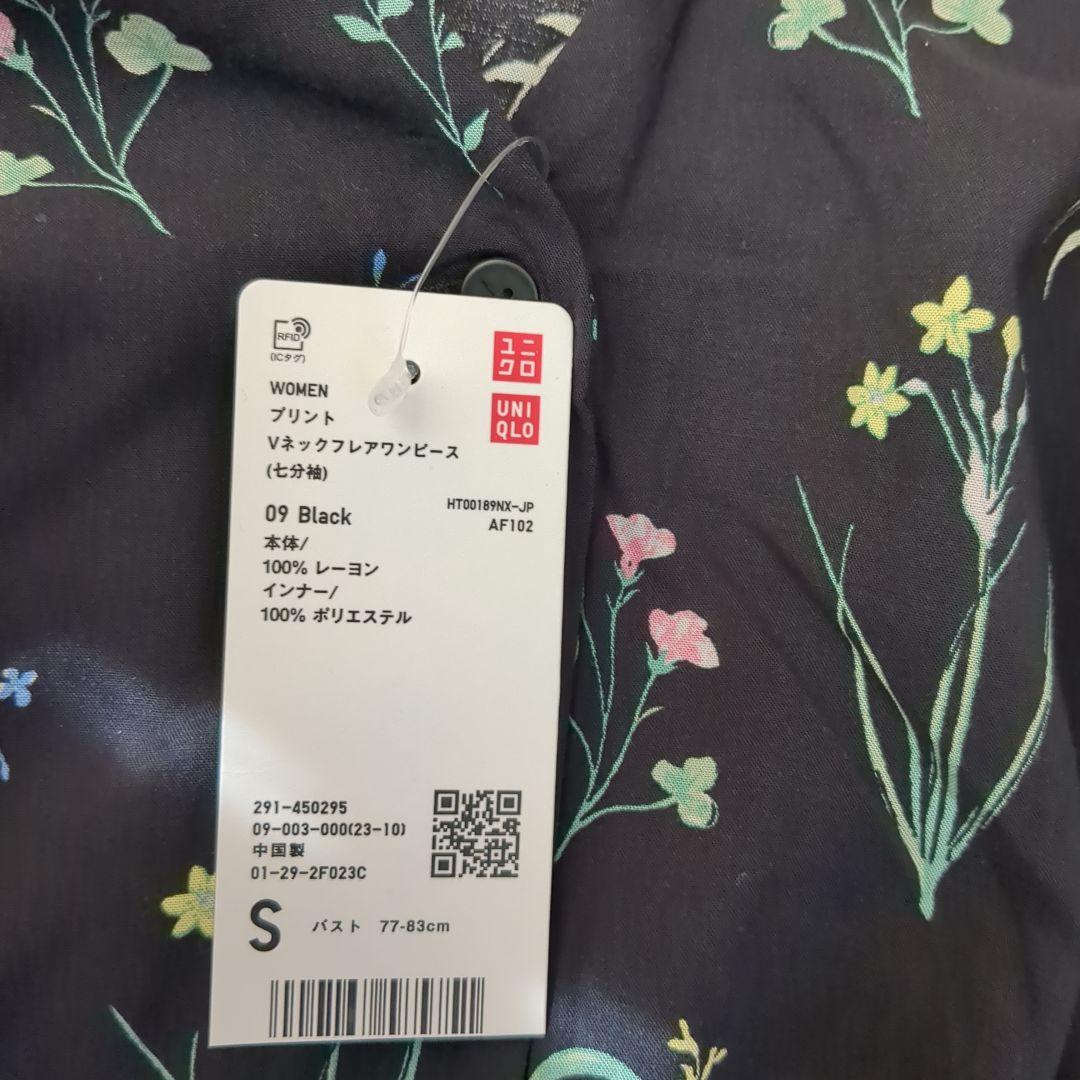 RFID
(ICタグ)
ユニ
クロ
UNI
QLO
WOMEN
プリント
Vネックフレアワンピース
(七分袖)
09 Black
HT00189NX-JP
AF102
本体/
100% レーヨン
インナー/
100% ポリエステル
291-450295
09-003-000(23-10)
中国製
01-29-2F023C
S バスト 77-83cm